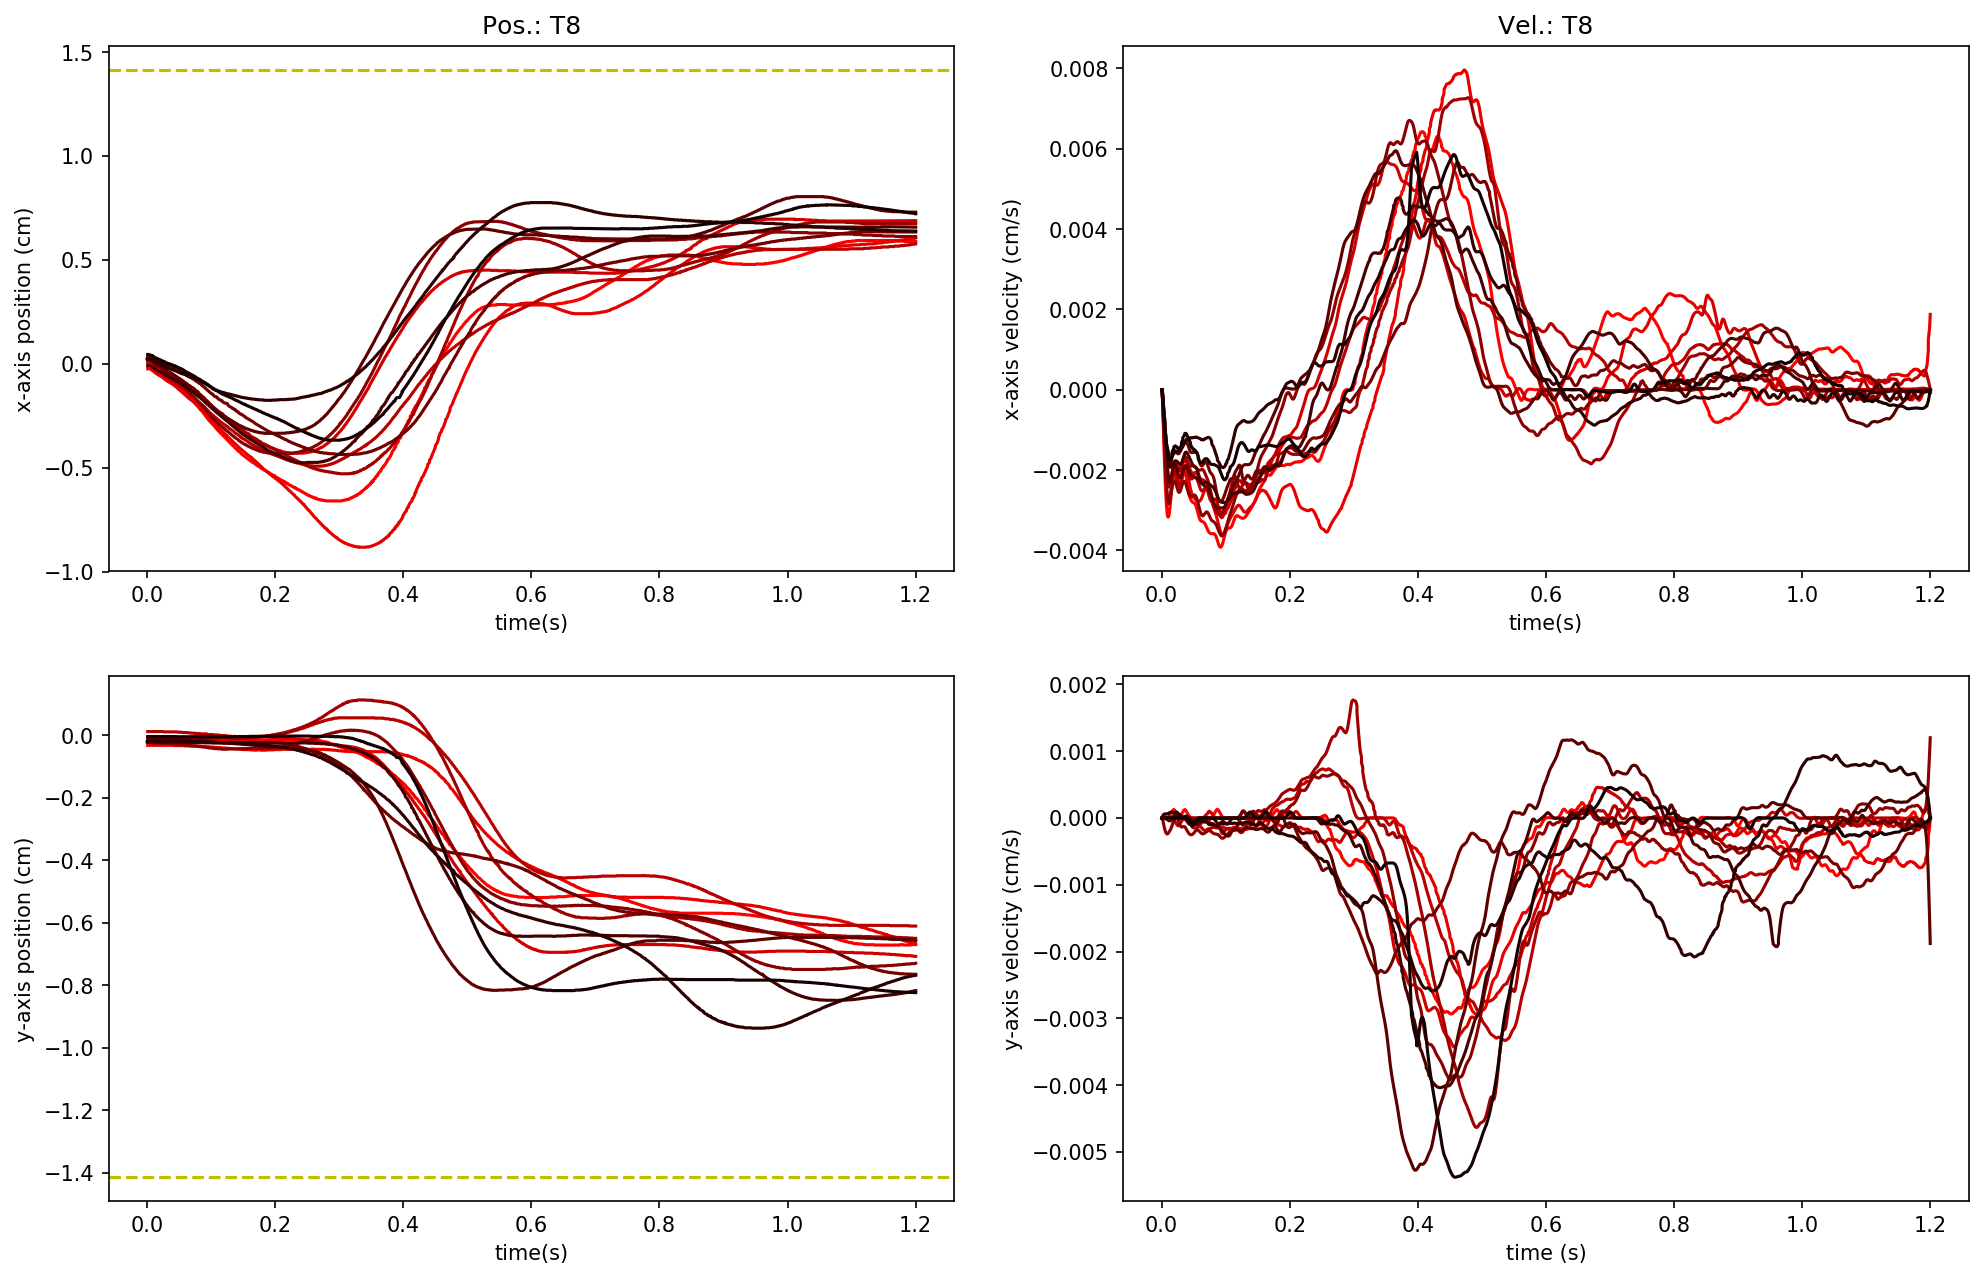 Pos.: T8
1.5
1.0
0.5
0.0
−0.5
−1.0
x-axis position (cm)
0.0 0.2 0.4 0.6 0.8 1.0 1.2
time(s)
Vel.: T8
0.008
0.006
0.004
0.002
0.000
−0.002
−0.004
x-axis velocity (cm/s)
0.0 0.2 0.4 0.6 0.8 1.0 1.2
time(s)
0.0
−0.2
−0.4
−0.6
−0.8
−1.0
−1.2
−1.4
y-axis position (cm)
0.0 0.2 0.4 0.6 0.8 1.0 1.2
time(s)
0.002
0.001
0.000
−0.001
−0.002
−0.003
−0.004
−0.005
y-axis velocity (cm/s)
0.0 0.2 0.4 0.6 0.8 1.0 1.2
time (s)